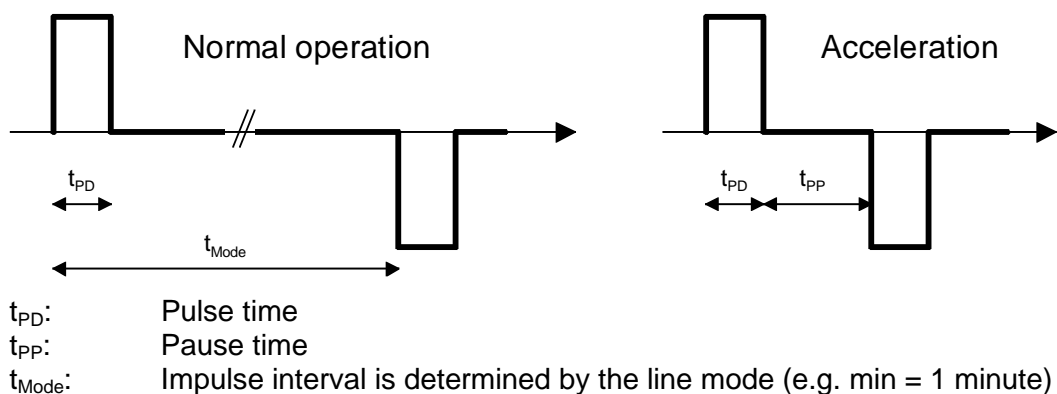 Normal operation
Acceleration
tPD
tPD
tPP
tMode
tPD: Pulse time
tPP: Pause time
tMode: Impulse interval is determined by the line mode (e.g. min = 1 minute)